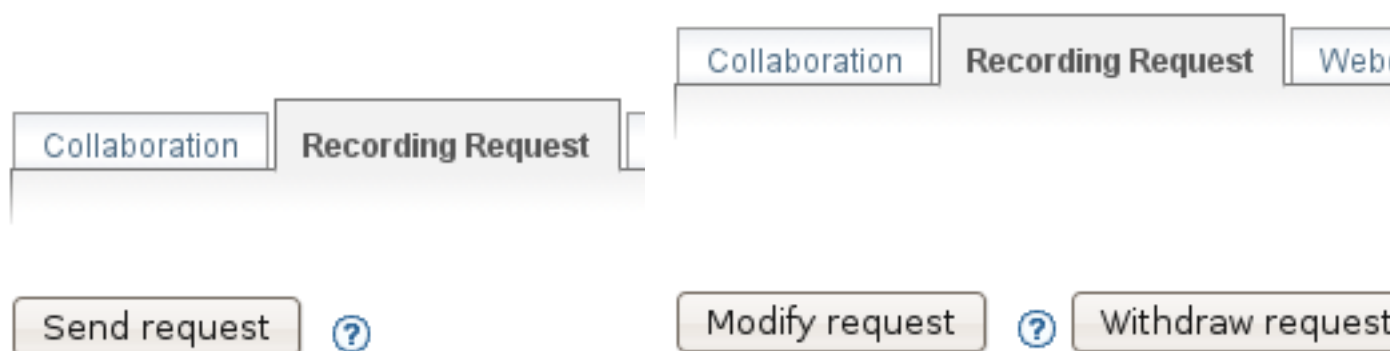 Collaboration Recording Request
Send request ?
Collaboration Recording Request
Modify request ? Withdraw request